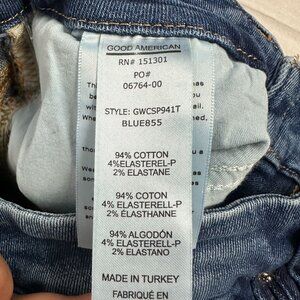 GOOD AMERICAN
RN# 151301
PO#
06764-00
STYLE: GWCSP941T
BLUE855
94% COTTON
4% ELASTEREL-P
2% ELASTANE
94% COTON
4% ELASTERELL-P
2% ÉLASTHANNE
94% ALGODÓN
4% ELASTERELL-P
2% ELASTANO
MADE IN TURKEY
FABRIQUÉ EN